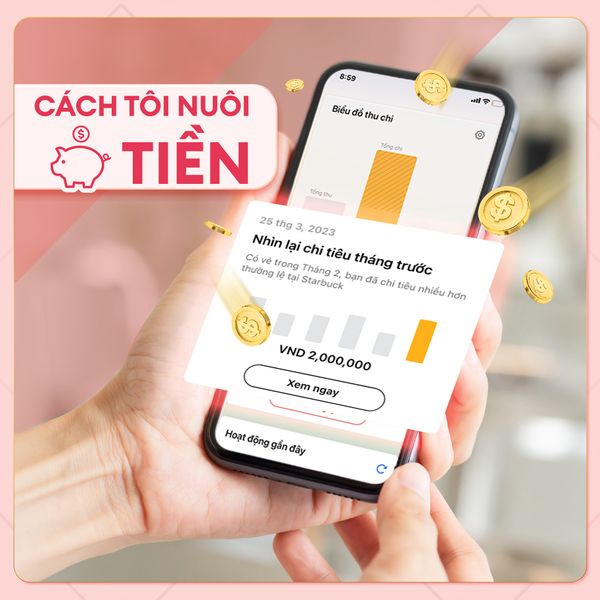 CÁCH TÔI NUÔI
TIỀN
8:59
Biểu đồ thu chi
Tổng chi
Tổng thu
25 thg 3, 2023
Nhìn lại chi tiêu tháng trước
Có vẻ trong Tháng 2, bạn đã chi tiêu nhiều hơn
thường lệ tại Starbuck
VND 2,000,000
Xem ngay
Hoạt động gần đây